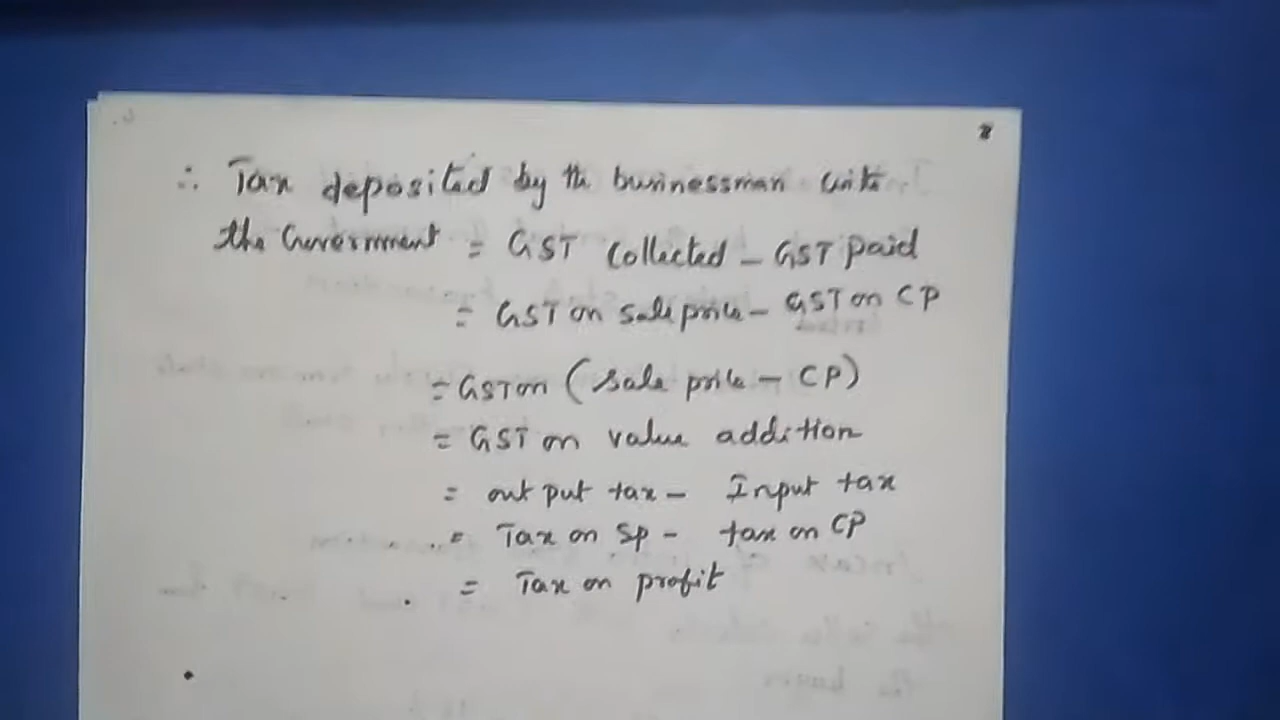 ∴ Tax deposited by the businessman with
the Government = GST Collected - GST paid
= GST on sale price - GST on CP
= GST on (sale price - CP)
= GST on value addition
= out put tax - Input tax
= Tax on SP - tax on CP
= Tax on profit